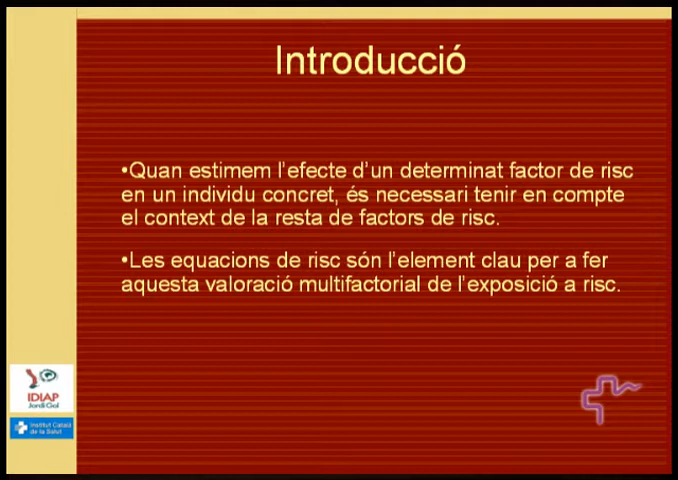 Introducció
•Quan estimem l'efecte d'un determinat factor de risc
en un individu concret, és necessari tenir en compte
el context de la resta de factors de risc.
•Les equacions de risc són l'element clau per a fer
aquesta valoració multifactorial de l'exposició a risc.
IDIAP
Jordi Gol
Institut Català
de la Salut